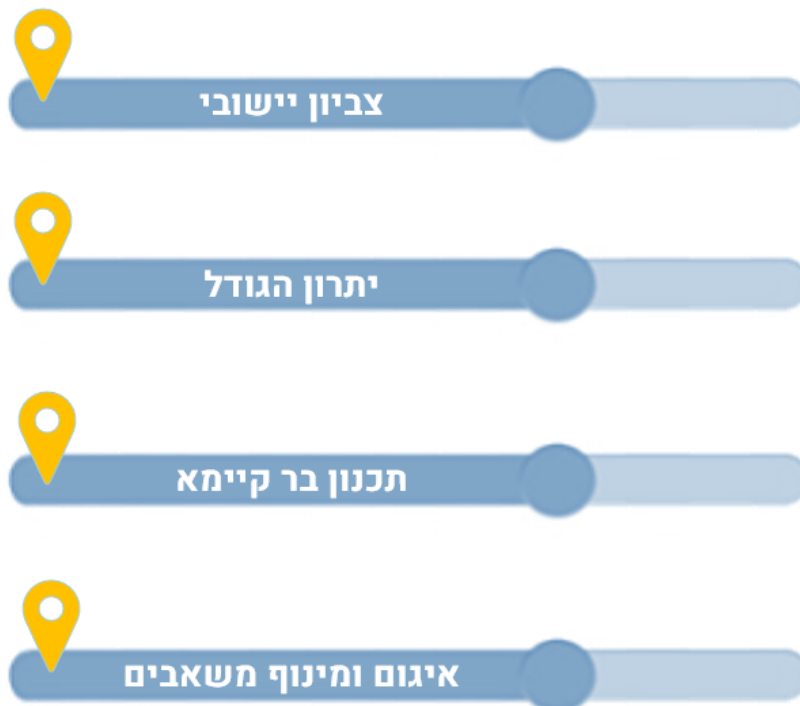 צביון יישובי
יתרון הגודל
תכנון בר קיימא
איגום ומינוף משאבים